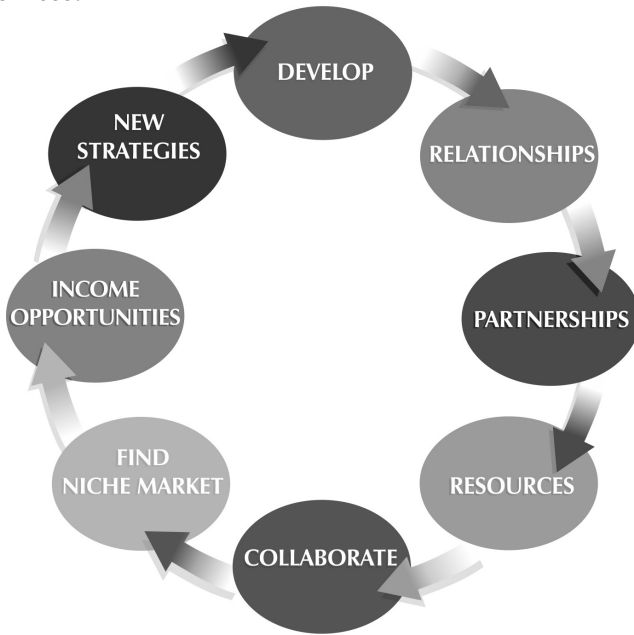 DEVELOP
RELATIONSHIPS
PARTNERSHIPS
RESOURCES
COLLABORATE
FIND
NICHE MARKET
INCOME
OPPORTUNITIES
NEW
STRATEGIES